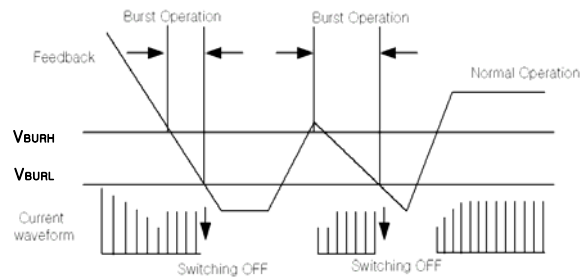 Burst Operation
Burst Operation
Feedback
Normal Operation
VBURH
VBURL
Current
waveform
Switching OFF
Switching OFF